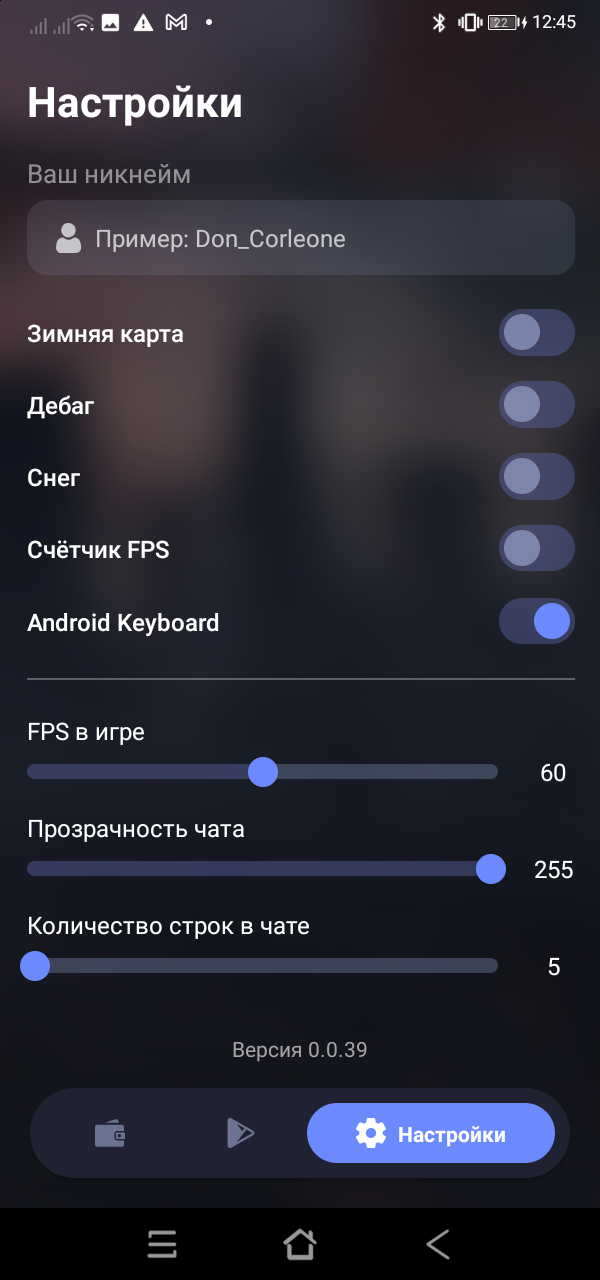 22 12:45
Настройки
Ваш никнейм
Пример: Don_Corleone
Зимняя карта
Дебаг
Снег
Счётчик FPS
Android Keyboard
FPS в игре
60
Прозрачность чата
255
Количество строк в чате
5
Версия 0.0.39
Настройки